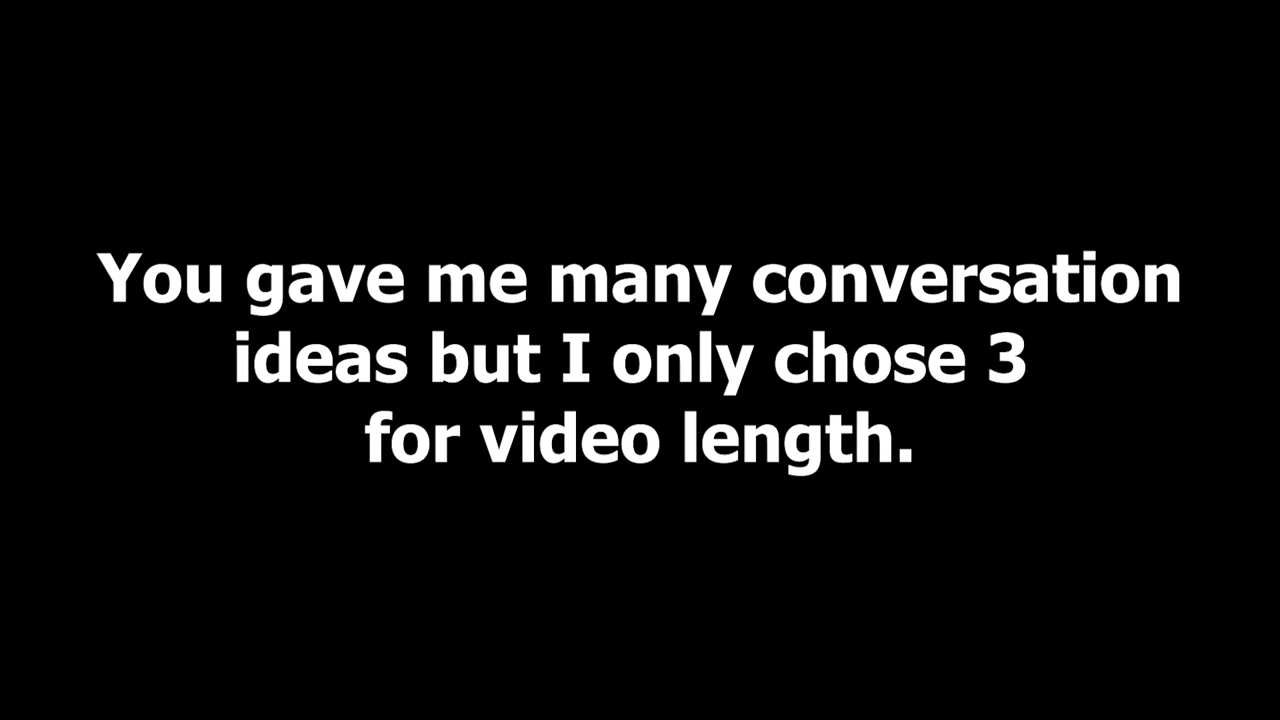 You gave me many conversation
ideas but I only chose 3
for video length.